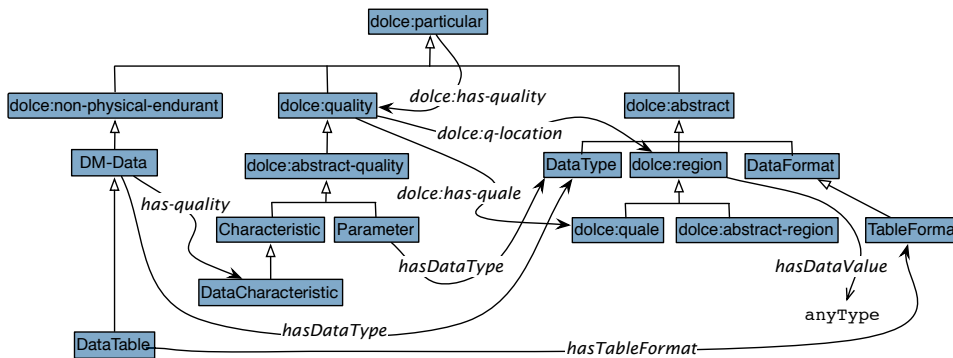 dolce:particular
dolce:has-quality
dolce:non-physical-endurant
dolce:quality
dolce:abstract
dolce:q-location
DM-Data
dolce:abstract-quality
DataType
dolce:region
DataFormat
has-quality
dolce:has-quale
Characteristic
Parameter
dolce:quale
dolce:abstract-region
TableFormat
hasDataType
hasDataValue
DataCharacteristic
anyType
hasDataType
DataTable
hasTableFormat